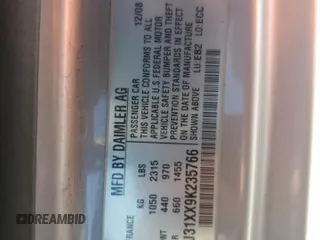 MFD BY DAIMLER AG
12/08
PASSENGER CAR
THIS VEHICLE CONFORMS TO ALL
APPLICABLE U.S. FEDERAL MOTOR
VEHICLE SAFETY BUMPER AND THEFT
PREVENTION STANDARDS IN EFFECT
ON THE DATE OF MANUFACTURE
SHOWN ABOVE
LU:EB2 LO:ECC
KG LBS
1050 2315
440 970
660 1455
J31XX9K235766
DREAMBID